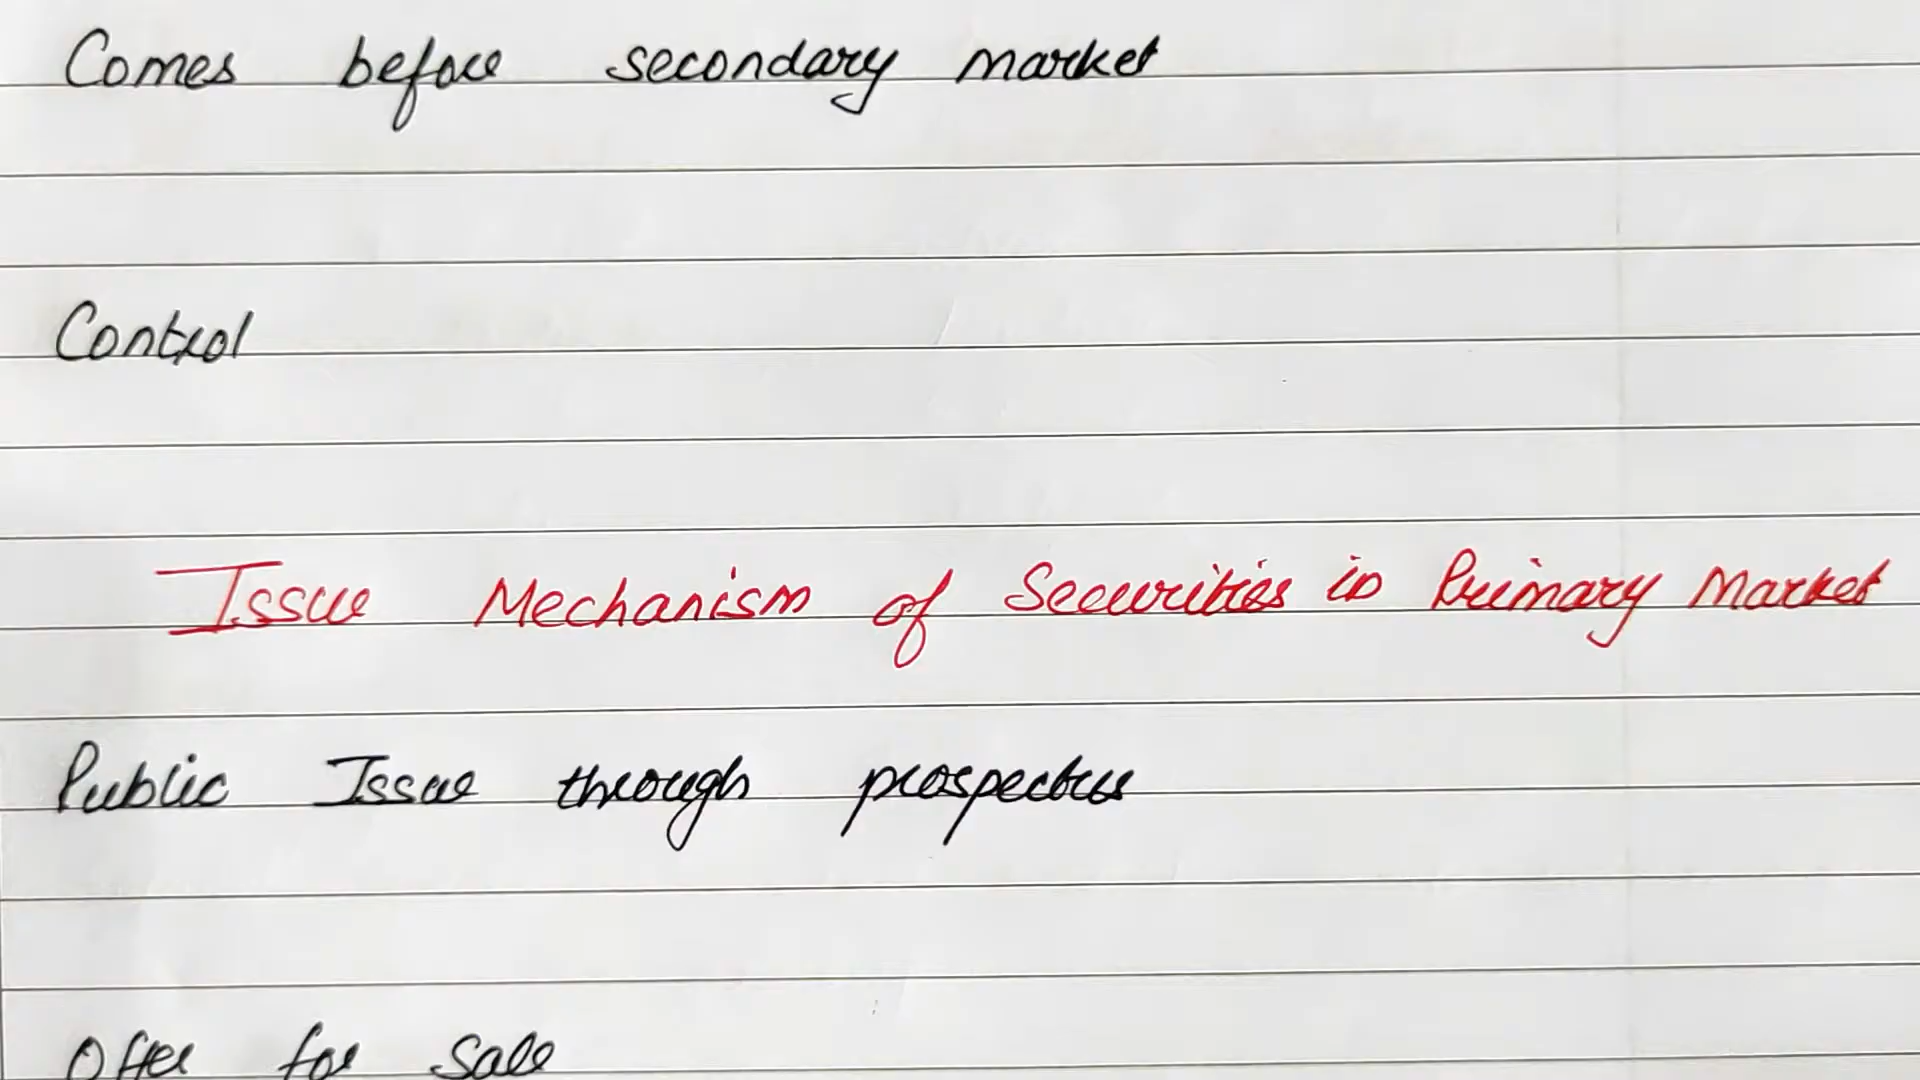 Comes before secondary market
Control
Issue Mechanism of Securities in Primary Market
Public Issue through prospectus
Offer for Sale